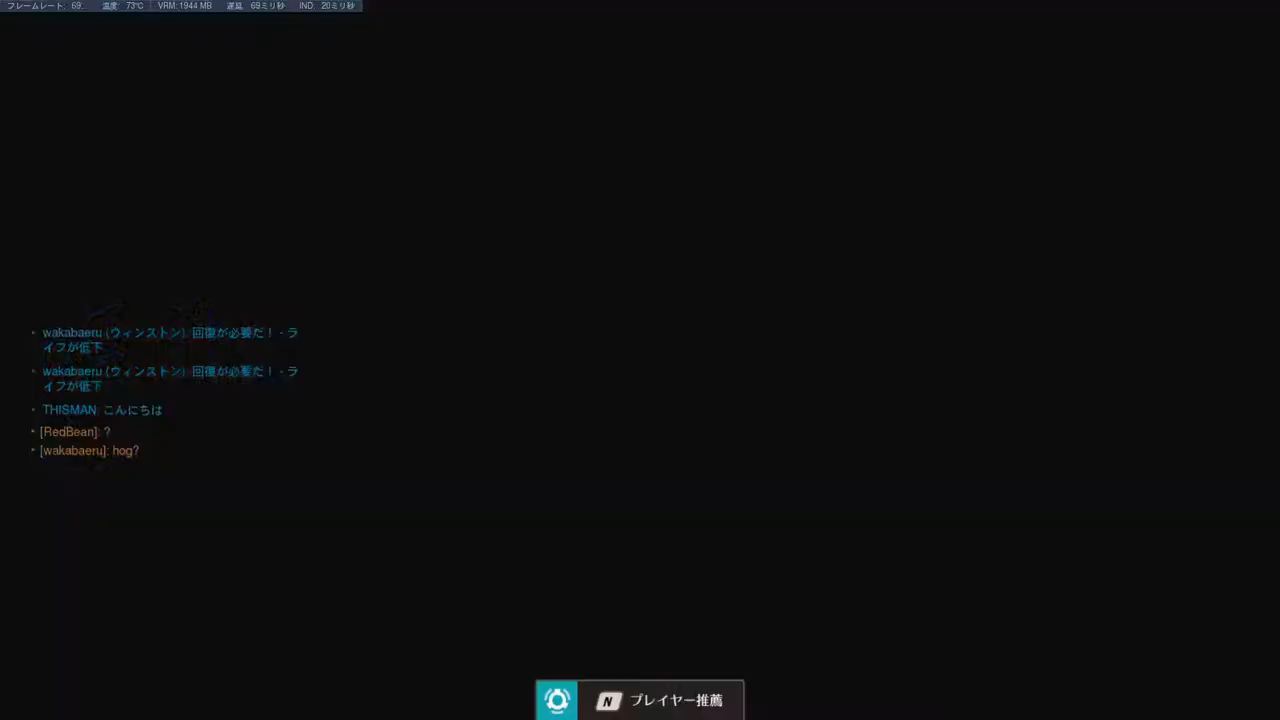 フレームレート: 69... 温度: 73℃ VRM: 1944 MB 遅延 69ミリ秒 IND 20ミリ秒
wakabaeru (ウィンストン): 回復が必要だ！ - ラ
イフが低下
wakabaeru (ウィンストン): 回復が必要だ！ - ラ
イフが低下
THISMAN: こんにちは
[RedBean]: ?
[wakabaeru]: hog?
N プレイヤー推薦